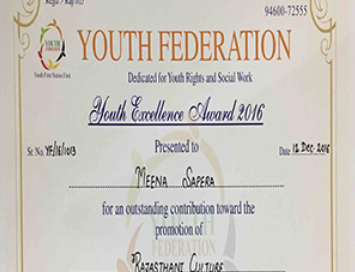 94600-72555
YOUTH FEDERATION
YOUTH
FEDERATION
Youth First Nation First
Dedicated for Youth Rights and Social Work
Youth Excellence Award 2016
Sr. No. YF/16/1013
Presented to
Date 12 Dec. 2016
MEENA SAPERA
for an outstanding contribution toward the
promotion of
RAJASTHANI CULTURE